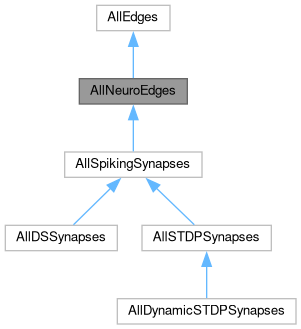 AllEdges
AllNeuroEdges
AllSpikingSynapses
AllDSSynapses
AllSTDPSynapses
AllDynamicSTDPSynapses